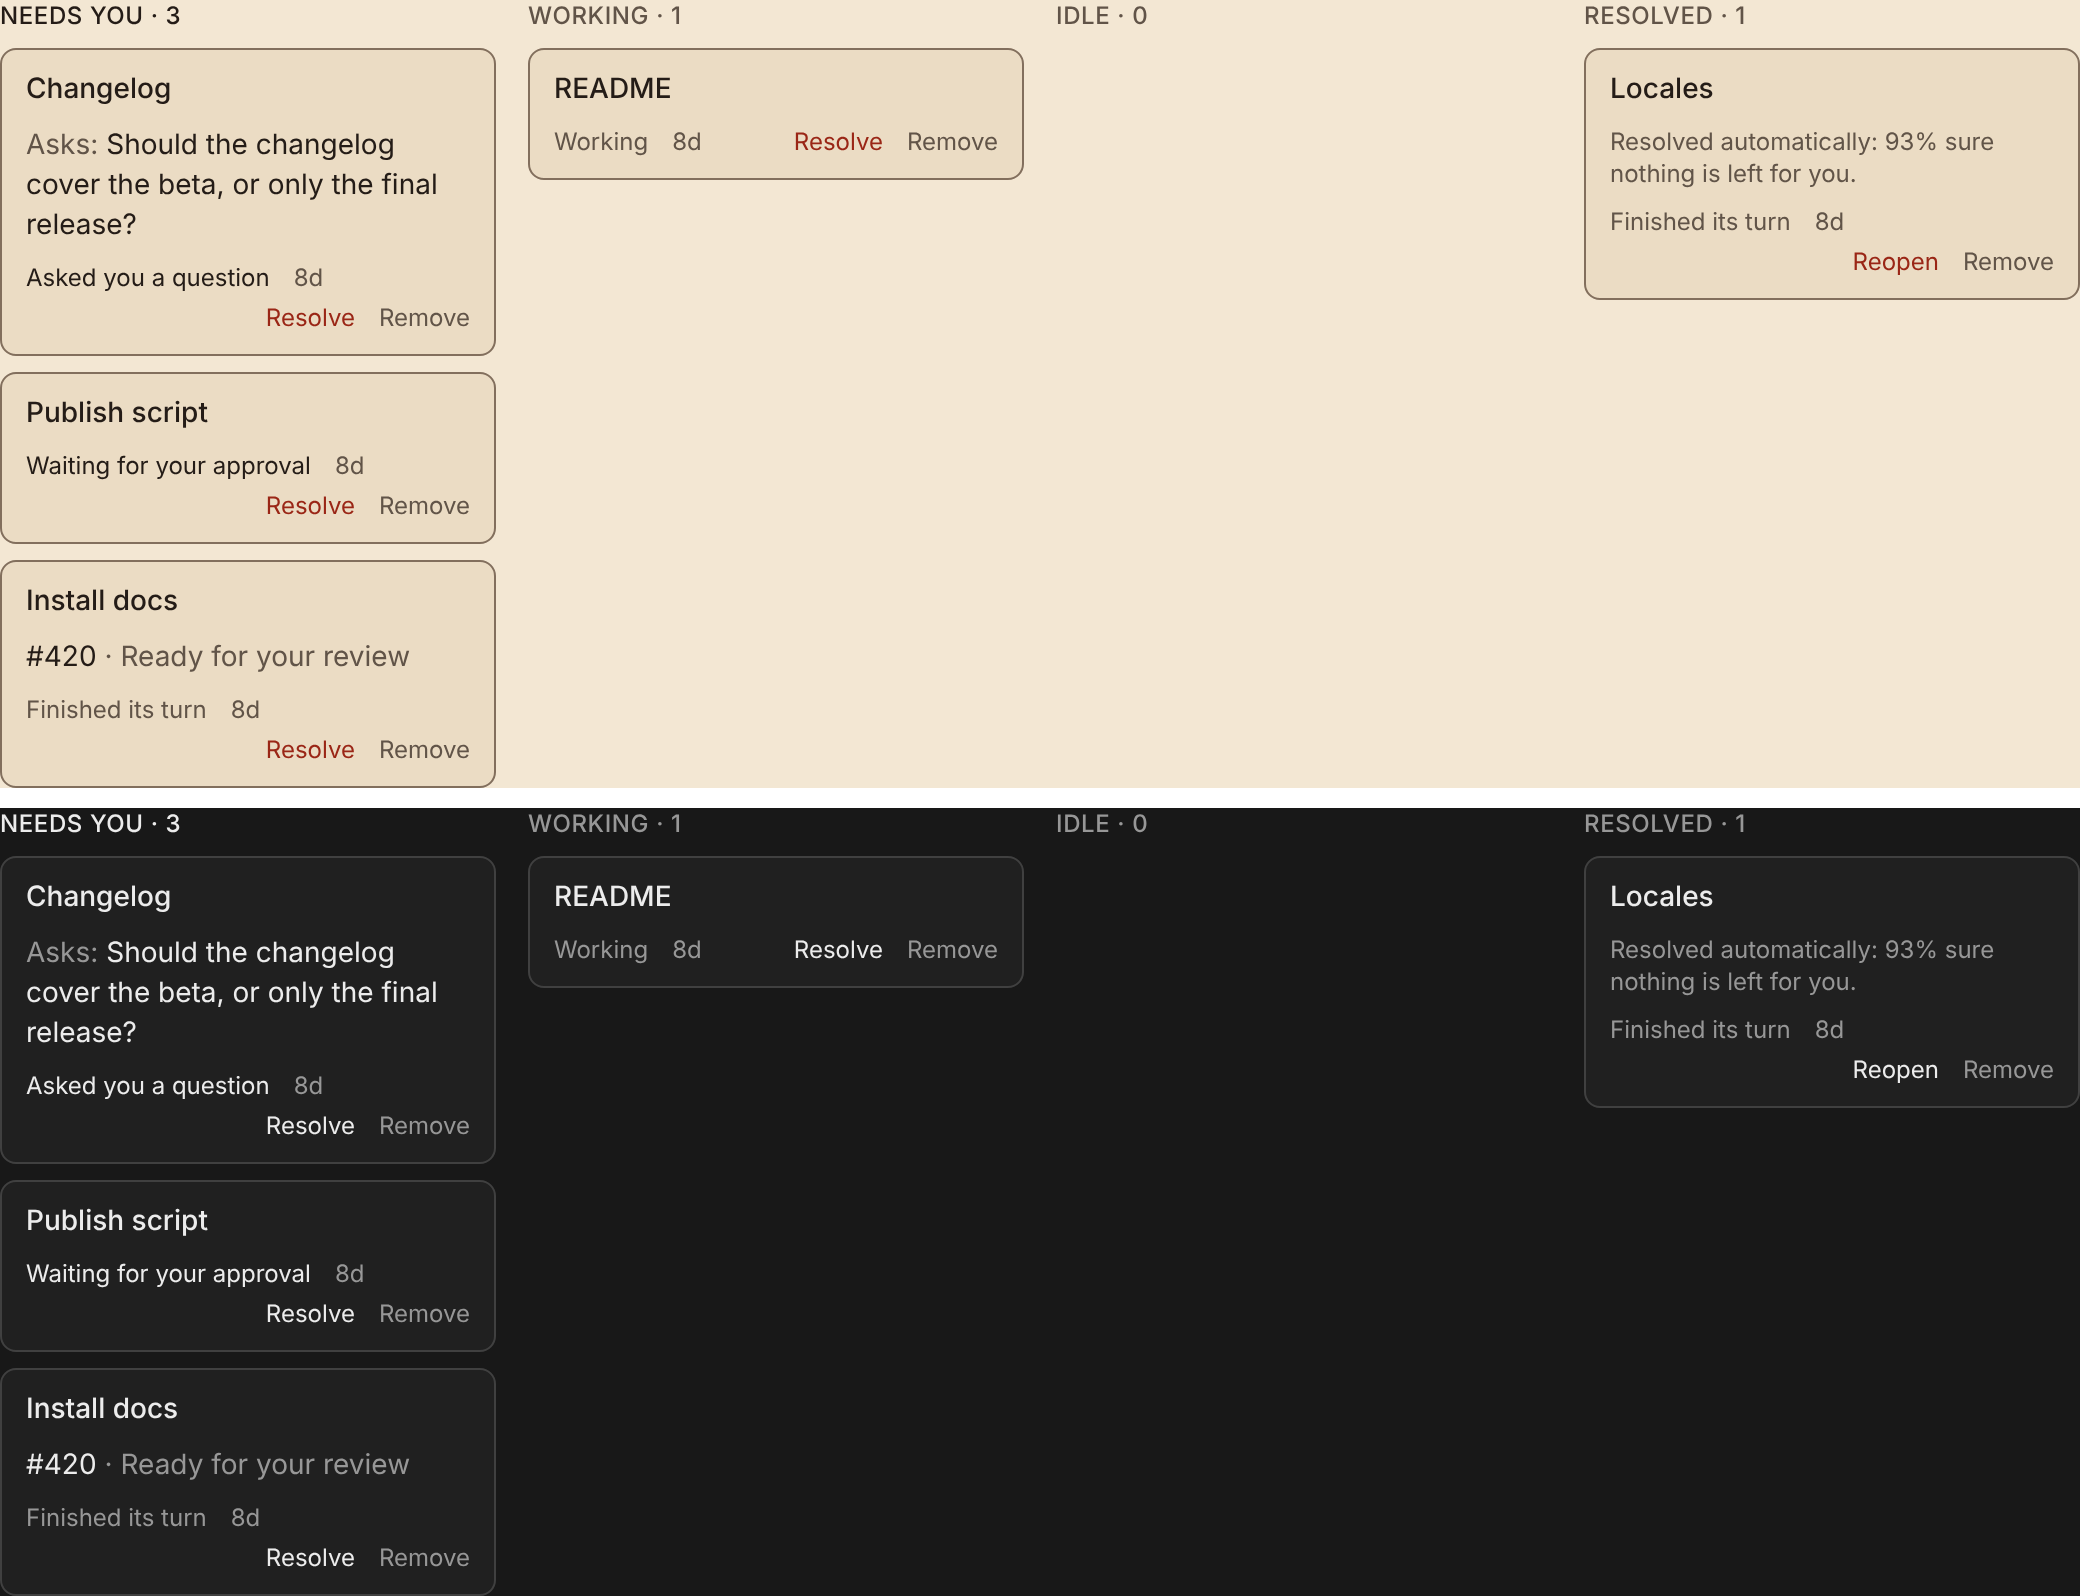 NEEDS YOU · 3
Changelog
Asks: Should the changelog
cover the beta, or only the final
release?
Asked you a question 8d
Resolve Remove
Publish script
Waiting for your approval 8d
Resolve Remove
Install docs
#420 · Ready for your review
Finished its turn 8d
Resolve Remove
WORKING · 1
README
Working 8d Resolve Remove
IDLE · 0
RESOLVED · 1
Locales
Resolved automatically: 93% sure
nothing is left for you.
Finished its turn 8d
Reopen Remove
NEEDS YOU · 3
Changelog
Asks: Should the changelog
cover the beta, or only the final
release?
Asked you a question 8d
Resolve Remove
Publish script
Waiting for your approval 8d
Resolve Remove
Install docs
#420 · Ready for your review
Finished its turn 8d
Resolve Remove
WORKING · 1
README
Working 8d Resolve Remove
IDLE · 0
RESOLVED · 1
Locales
Resolved automatically: 93% sure
nothing is left for you.
Finished its turn 8d
Reopen Remove